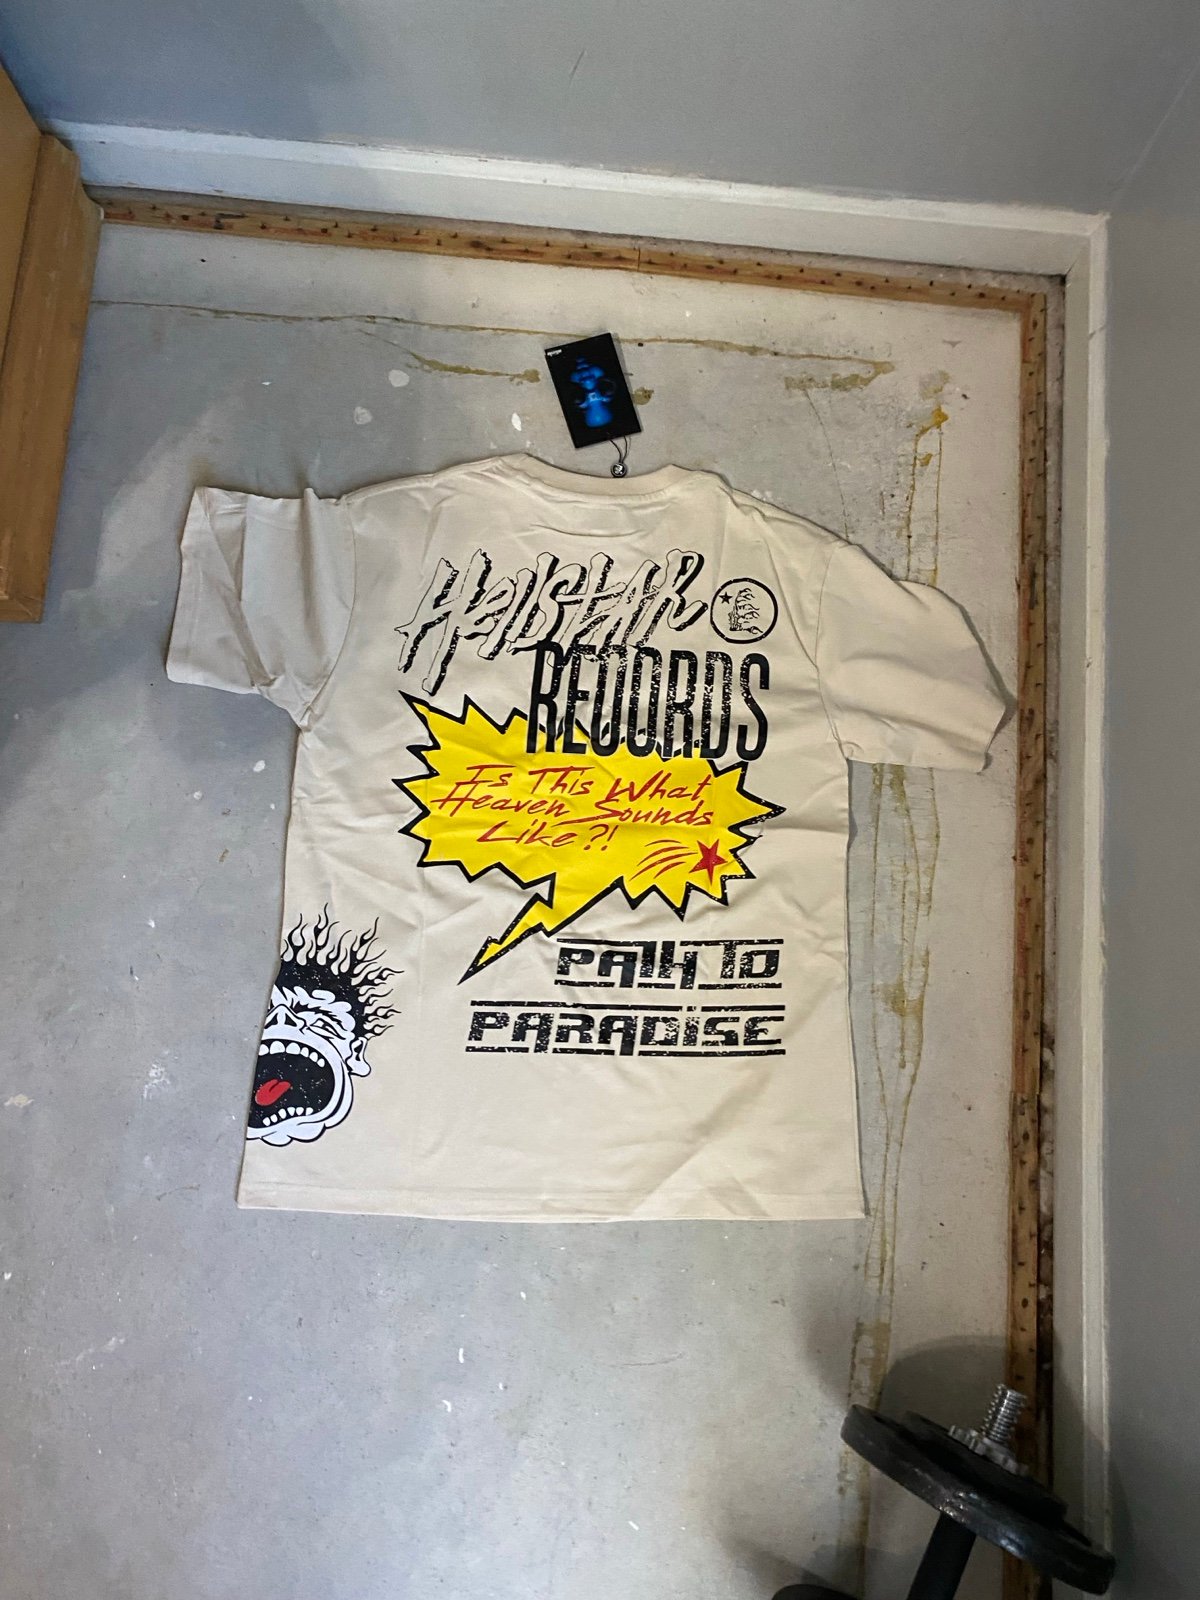 HELLSTAR
RECORDS
Is This What
Heaven Sounds
Like?!
PATH TO
PARADISE